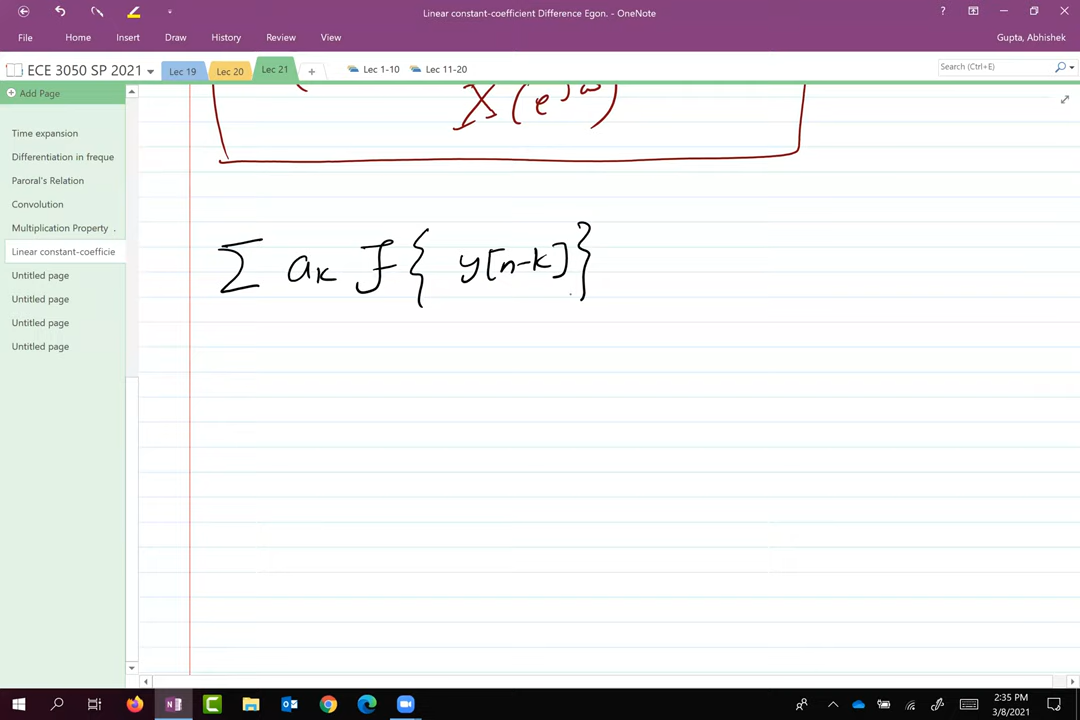 Linear constant-coefficient Difference Egon. - OneNote
File Home Insert Draw History Review View
Gupta, Abhishek
ECE 3050 SP 2021
Lec 19 Lec 20 Lec 21 + Lec 1-10 Lec 11-20
Search (Ctrl+E)
Add Page
Time expansion
Differentiation in freque
Paroral's Relation
Convolution
Multiplication Property .
Linear constant-coefficie
Untitled page
Untitled page
Untitled page
Untitled page
X(e^jω)
Σ aₖ ℱ{ y[n-k]}
2:35 PM
3/8/2021